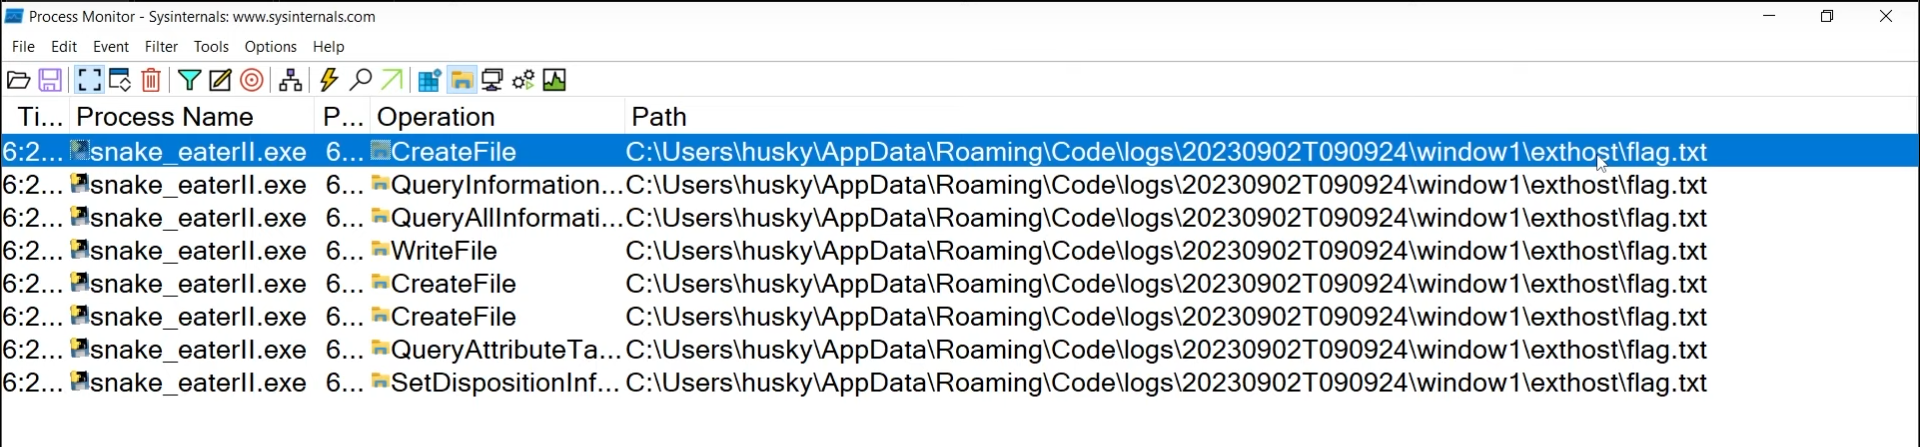 Process Monitor - Sysinternals: www.sysinternals.com
File Edit Event Filter Tools Options Help
Ti... Process Name P... Operation Path
6:2... snake_eaterII.exe 6... CreateFile C:\Users\husky\AppData\Roaming\Code\logs\20230902T090924\window1\exthost\flag.txt
6:2... snake_eaterII.exe 6... QueryInformation... C:\Users\husky\AppData\Roaming\Code\logs\20230902T090924\window1\exthost\flag.txt
6:2... snake_eaterII.exe 6... QueryAllInformati... C:\Users\husky\AppData\Roaming\Code\logs\20230902T090924\window1\exthost\flag.txt
6:2... snake_eaterII.exe 6... WriteFile C:\Users\husky\AppData\Roaming\Code\logs\20230902T090924\window1\exthost\flag.txt
6:2... snake_eaterII.exe 6... CreateFile C:\Users\husky\AppData\Roaming\Code\logs\20230902T090924\window1\exthost\flag.txt
6:2... snake_eaterII.exe 6... CreateFile C:\Users\husky\AppData\Roaming\Code\logs\20230902T090924\window1\exthost\flag.txt
6:2... snake_eaterII.exe 6... QueryAttributeTa... C:\Users\husky\AppData\Roaming\Code\logs\20230902T090924\window1\exthost\flag.txt
6:2... snake_eaterII.exe 6... SetDispositionInf... C:\Users\husky\AppData\Roaming\Code\logs\20230902T090924\window1\exthost\flag.txt